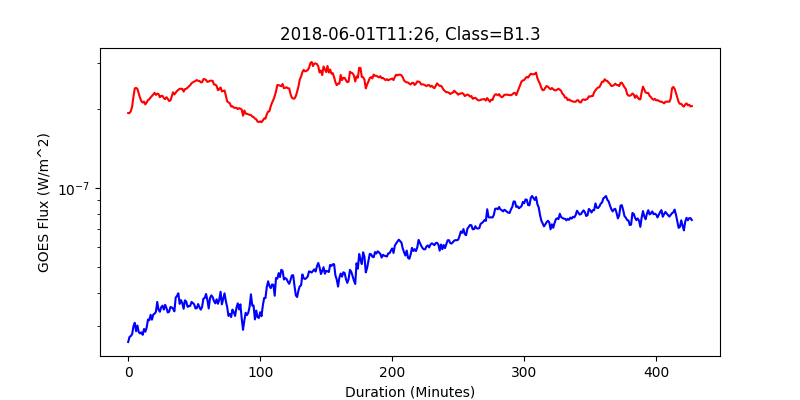 2018-06-01T11:26, Class=B1.3
GOES Flux (W/m^2)
10^-7
0 100 200 300 400
Duration (Minutes)